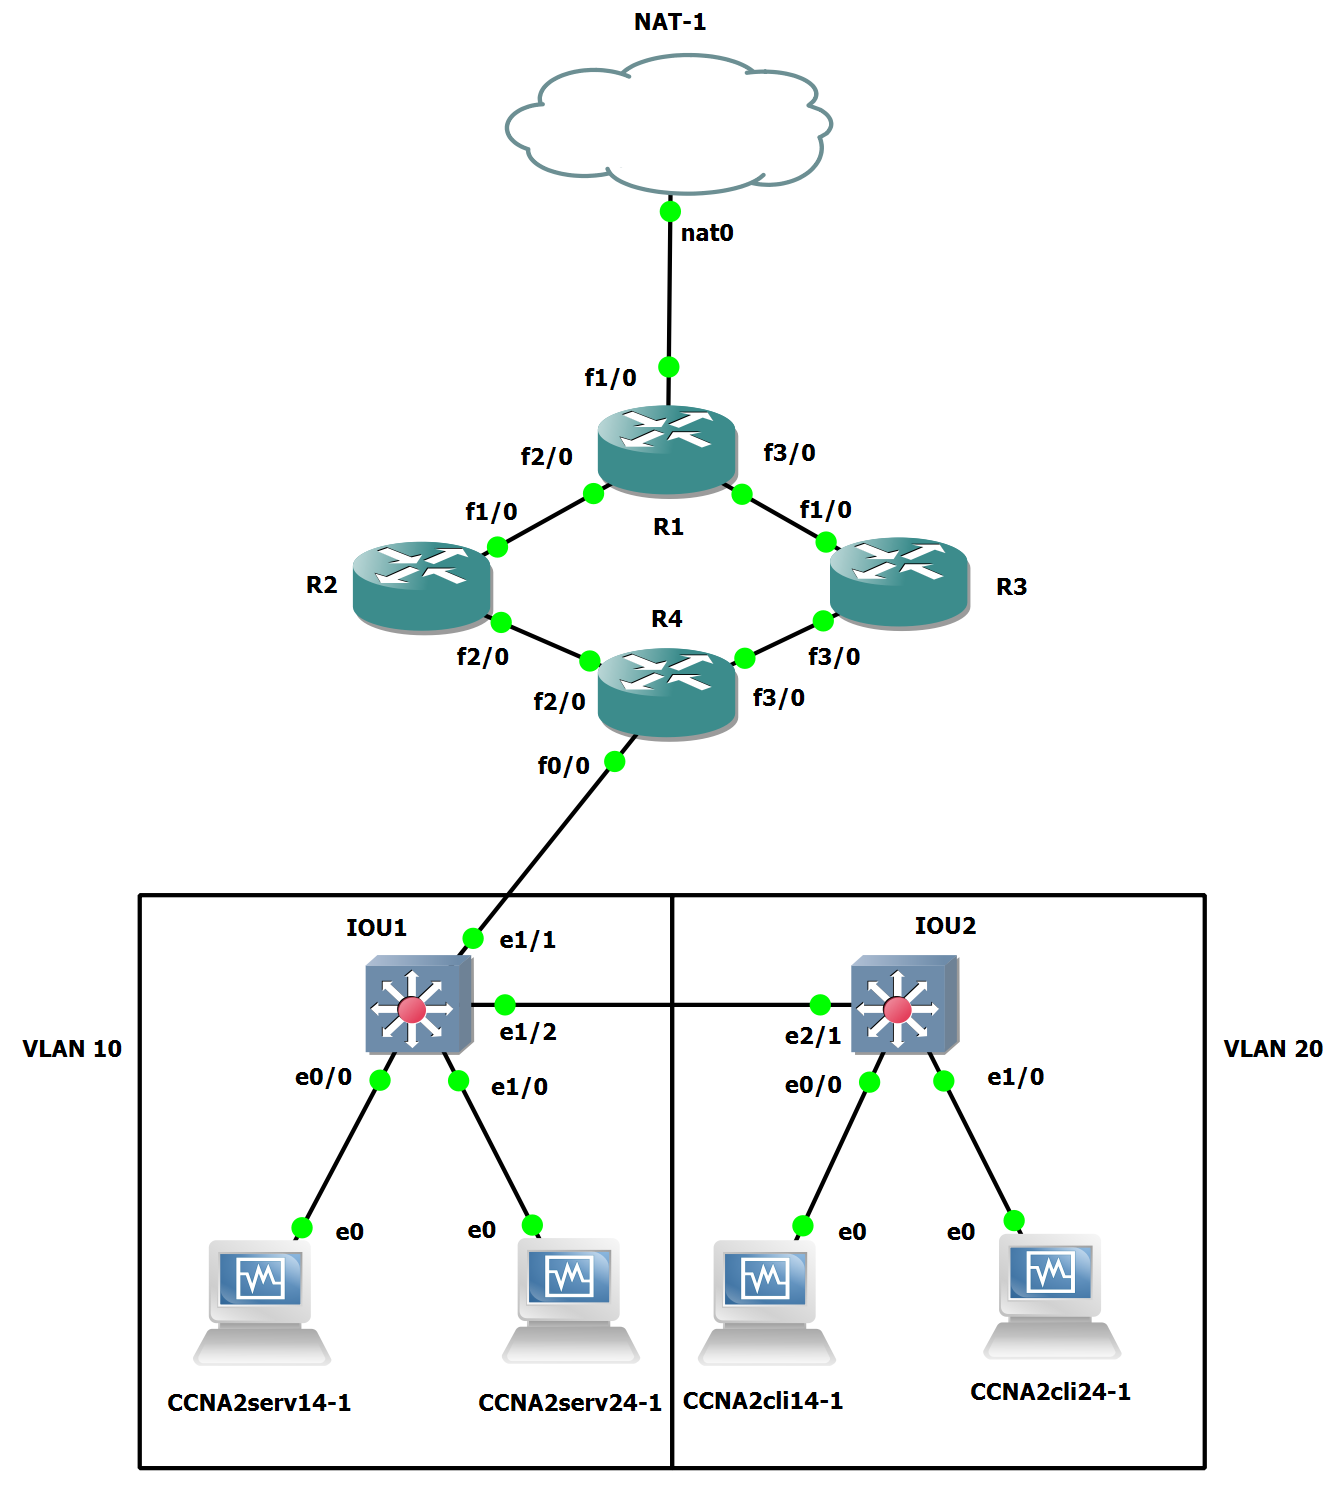 NAT-1
nat0
f1/0
f2/0
f3/0
f1/0
f1/0
R1
R2
R3
R4
f2/0
f3/0
f2/0
f3/0
f0/0
IOU1
IOU2
e1/1
e1/2
e2/1
VLAN 10
VLAN 20
e0/0
e1/0
e0/0
e1/0
e0
e0
e0
e0
CCNA2serv14-1
CCNA2serv24-1
CCNA2cli14-1
CCNA2cli24-1